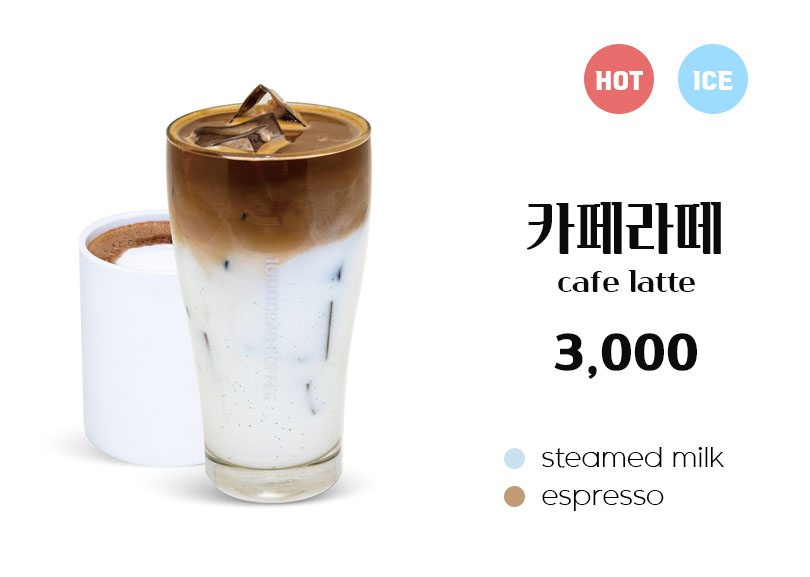 HOT ICE
카페라떼
cafe latte
3,000
steamed milk
espresso